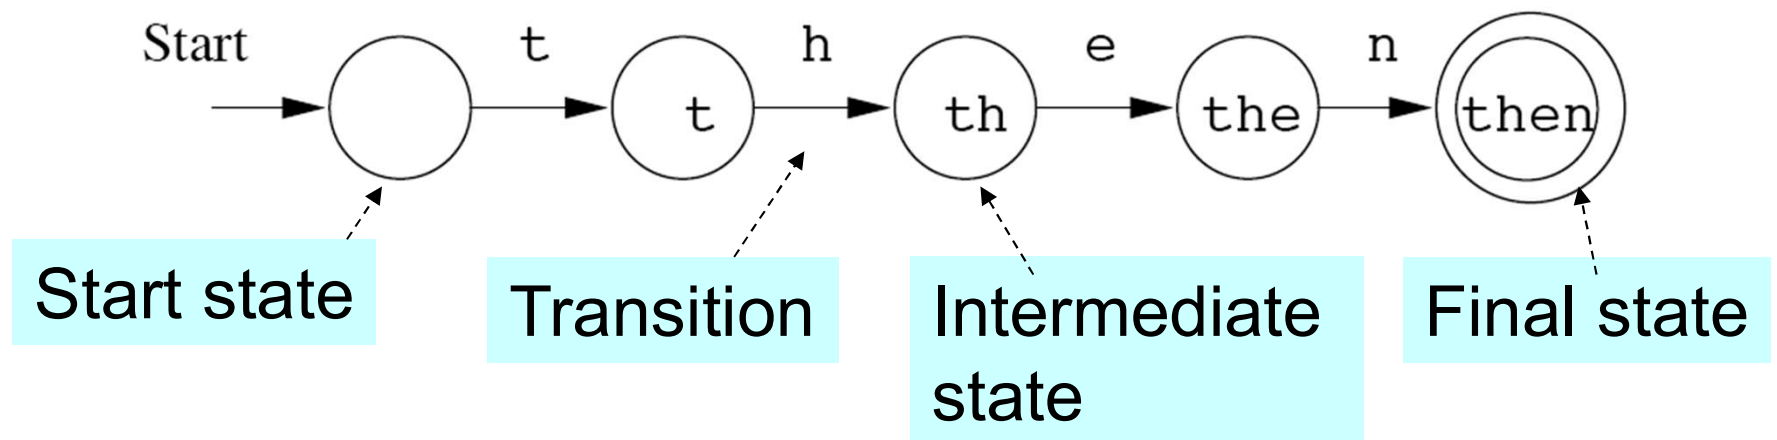 Start t h e n
t th the then
Start state
Transition
Intermediate
state
Final state